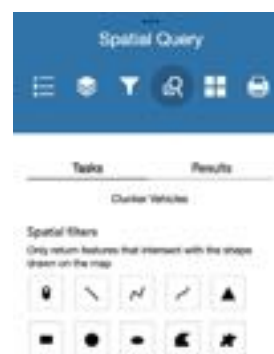 Spatial Query
Tasks Results
Clunker Vehicles
Spatial filters
Only return features that intersect with the shape
drawn on the map